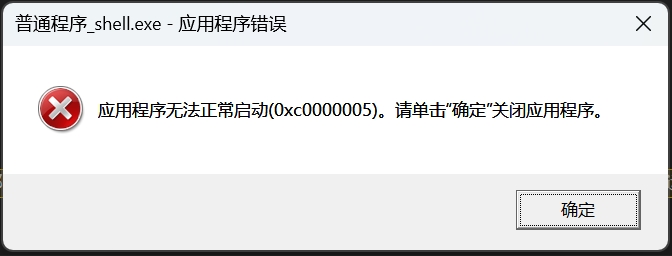 普通程序_shell.exe - 应用程序错误
应用程序无法正常启动(0xc0000005)。请单击“确定”关闭应用程序。
确定